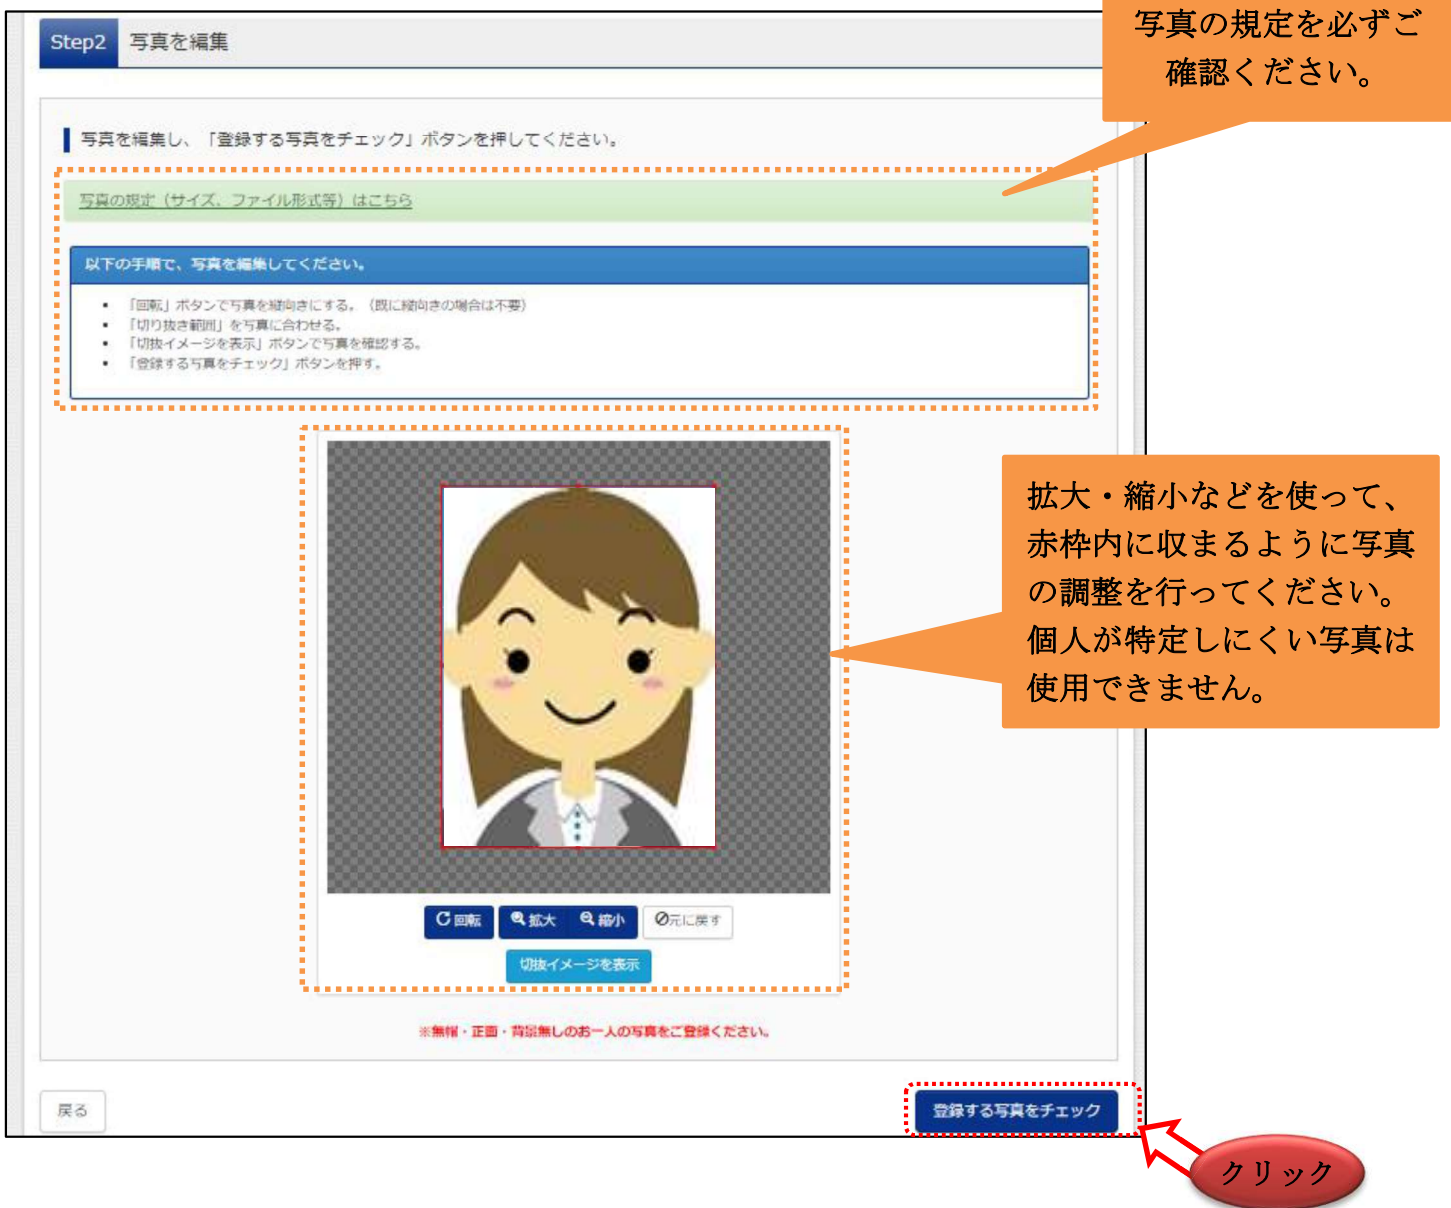 写真の規定を必ずご
確認ください。
Step2 写真を編集
写真を編集し、「登録する写真をチェック」ボタンを押してください。
写真の規定（サイズ、ファイル形式等）はこちら
以下の手順で、写真を編集してください。
▪ 「回転」ボタンで写真を縦向きにする。（既に縦向きの場合は不要）
▪ 「切り抜き範囲」を写真に合わせる。
▪ 「切抜イメージを表示」ボタンで写真を確認する。
▪ 「登録する写真をチェック」ボタンを押す。
拡大・縮小などを使って、
赤枠内に収まるように写真
の調整を行ってください。
個人が特定しにくい写真は
使用できません。
回転 拡大 縮小 元に戻す
切抜イメージを表示
※無帽・正面・背景無しのお一人の写真をご登録ください。
戻る 登録する写真をチェック
クリック